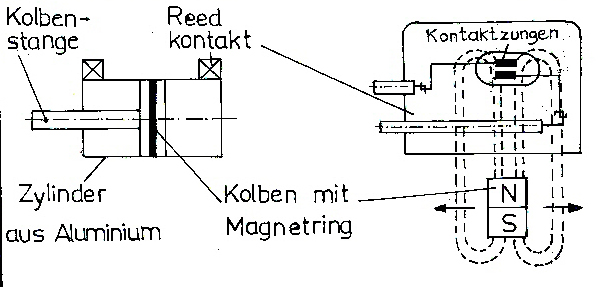 Kolben-
stange
Reed
kontakt
Kontaktzungen
Zylinder
aus Aluminium
Kolben mit
Magnetring
N
S